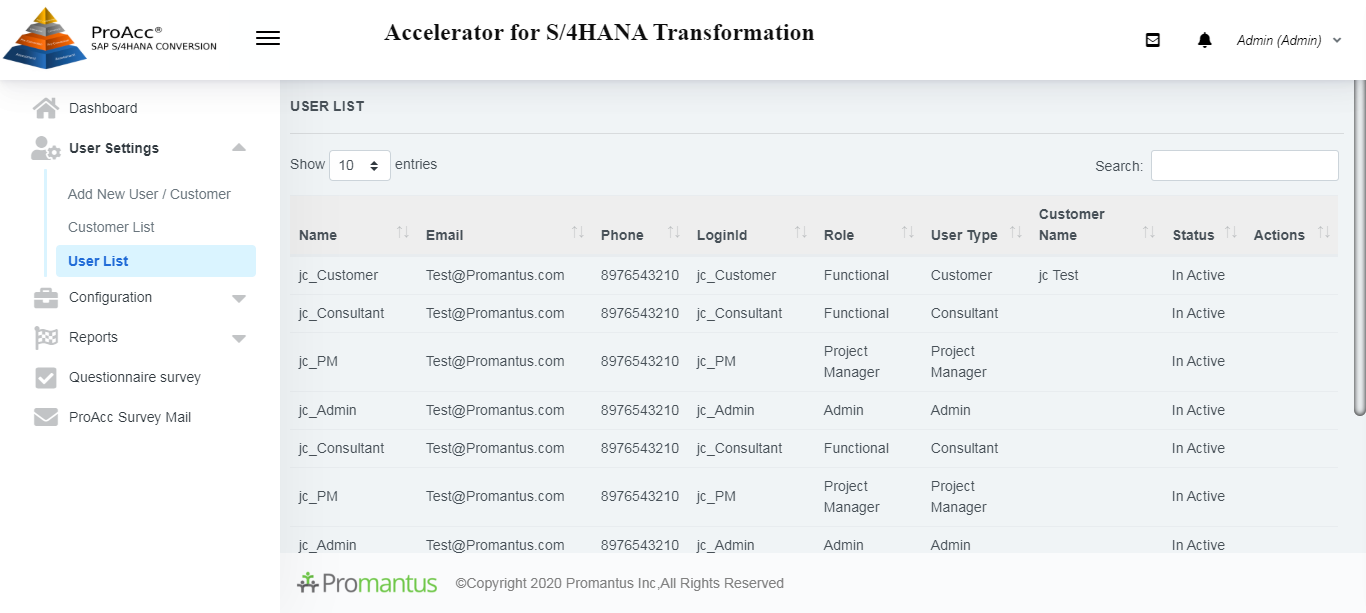 ProAcc®
SAP S/4HANA CONVERSION
Accelerator for S/4HANA Transformation
Admin (Admin)
Dashboard
User Settings
Add New User / Customer
Customer List
User List
Configuration
Reports
Questionnaire survey
ProAcc Survey Mail
USER LIST
Show 10 entries
Search:
Name Email Phone LoginId Role User Type Customer Name Status Actions
jc_Customer Test@Promantus.com 8976543210 jc_Customer Functional Customer jc Test In Active
jc_Consultant Test@Promantus.com 8976543210 jc_Consultant Functional Consultant In Active
jc_PM Test@Promantus.com 8976543210 jc_PM Project Manager Project Manager In Active
jc_Admin Test@Promantus.com 8976543210 jc_Admin Admin Admin In Active
jc_Consultant Test@Promantus.com 8976543210 jc_Consultant Functional Consultant In Active
jc_PM Test@Promantus.com 8976543210 jc_PM Project Manager Project Manager In Active
jc_Admin Test@Promantus.com 8976543210 jc_Admin Admin Admin In Active
Promantus ©Copyright 2020 Promantus Inc,All Rights Reserved